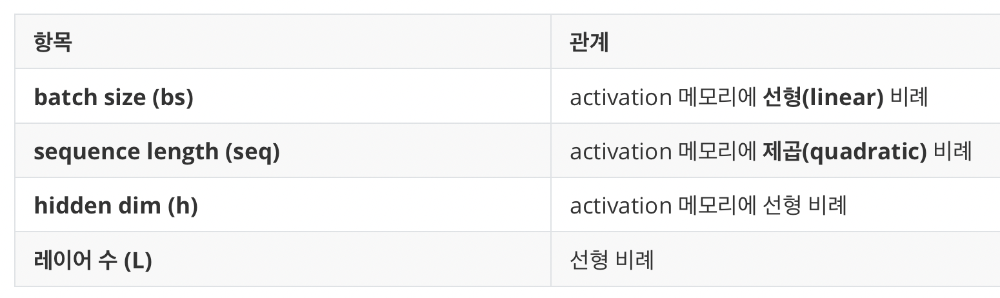 항목 관계
batch size (bs) activation 메모리에 선형(linear) 비례
sequence length (seq) activation 메모리에 제곱(quadratic) 비례
hidden dim (h) activation 메모리에 선형 비례
레이어 수 (L) 선형 비례